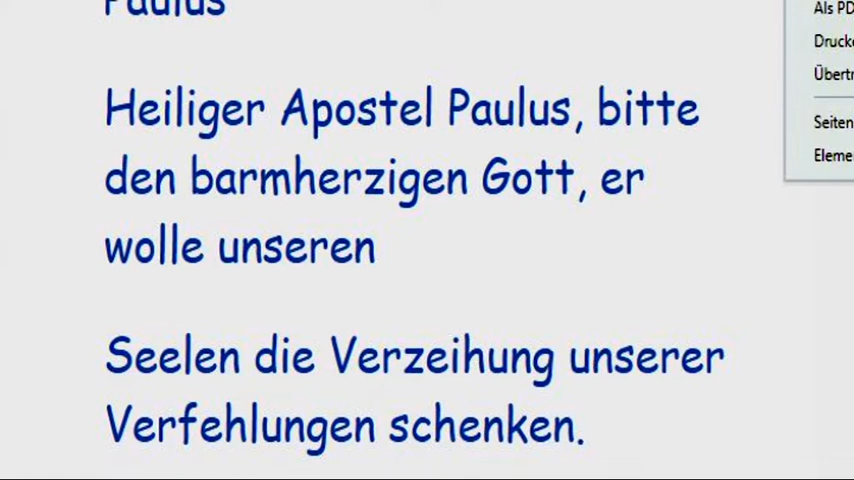 Paulus
Heiliger Apostel Paulus, bitte
den barmherzigen Gott, er
wolle unseren
Seelen die Verzeihung unserer
Verfehlungen schenken.
Als PD
Drucke
Übertr
Seiten
Eleme